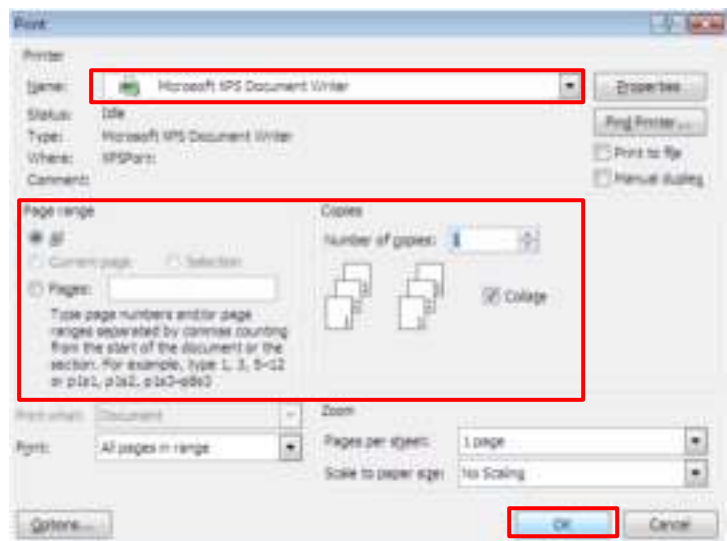 Print
Printer
Name: Microsoft XPS Document Writer
Properties
Status: Idle
Find Printer...
Type: Microsoft XPS Document Writer
Print to file
Where: XPSPort:
Manual duplex
Comment:
Page range
All
Current page Selection
Pages:
Type page numbers and/or page
ranges separated by commas counting
from the start of the document or the
section. For example, type 1, 3, 5–12
or p1s1, p1s2, p1s3–p8s3
Copies
Number of copies: 1
Collate
Print what: Document
Print: All pages in range
Zoom
Pages per sheet: 1 page
Scale to paper size: No Scaling
Options...
OK
Cancel